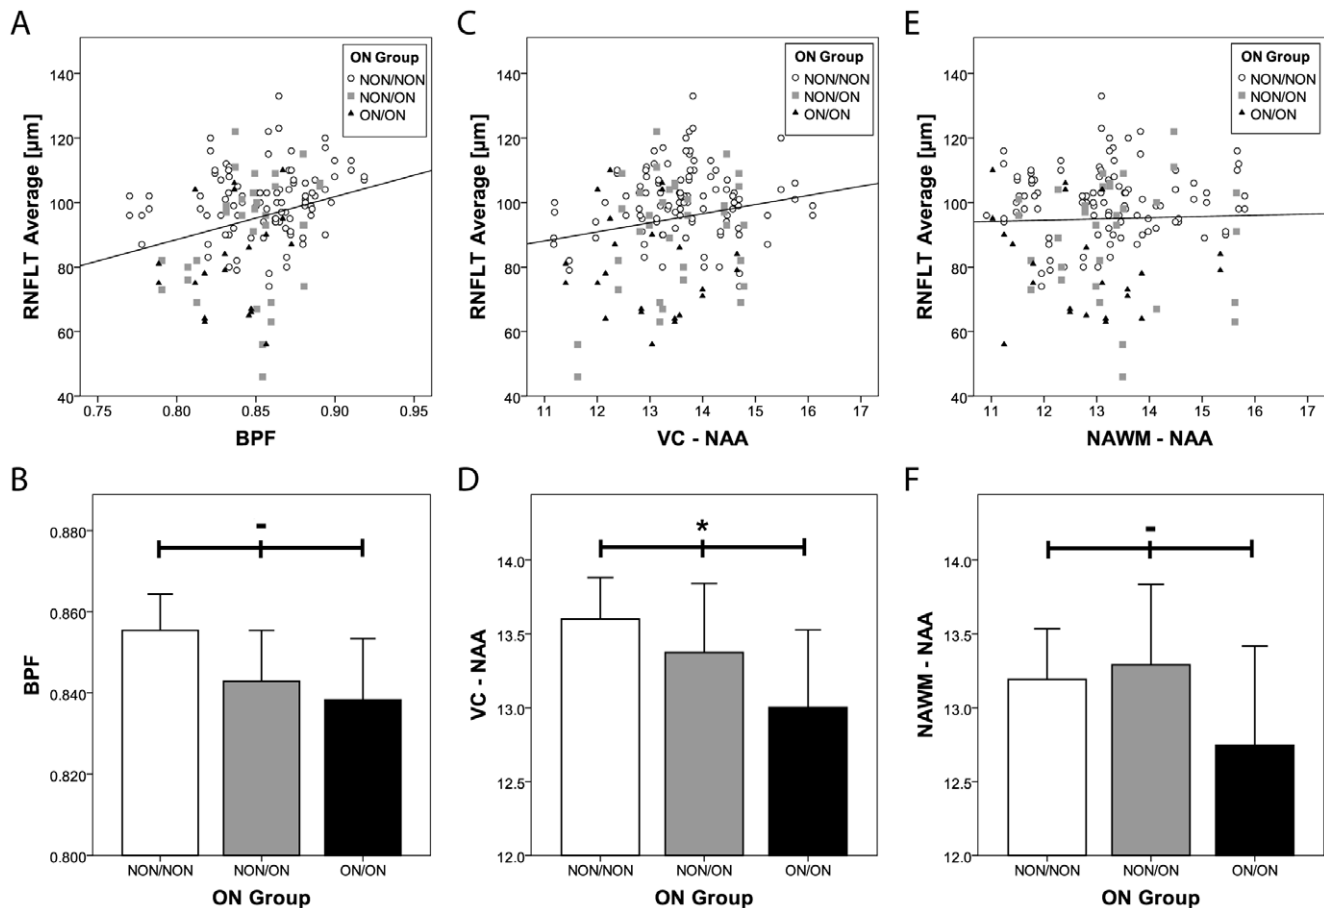 A
RNFLT Average [µm]
140
120
100
80
60
40
ON Group
NON/NON
NON/ON
ON/ON
0.75 0.80 0.85 0.90 0.95
BPF
C
RNFLT Average [µm]
140
120
100
80
60
40
ON Group
NON/NON
NON/ON
ON/ON
11 12 13 14 15 16 17
VC - NAA
E
RNFLT Average [µm]
140
120
100
80
60
40
ON Group
NON/NON
NON/ON
ON/ON
11 12 13 14 15 16 17
NAWM - NAA
B
BPF
0.880
0.860
0.840
0.820
0.800
-
NON/NON NON/ON ON/ON
ON Group
D
VC - NAA
14.0
13.5
13.0
12.5
12.0
*
NON/NON NON/ON ON/ON
ON Group
F
NAWM - NAA
14.0
13.5
13.0
12.5
12.0
-
NON/NON NON/ON ON/ON
ON Group